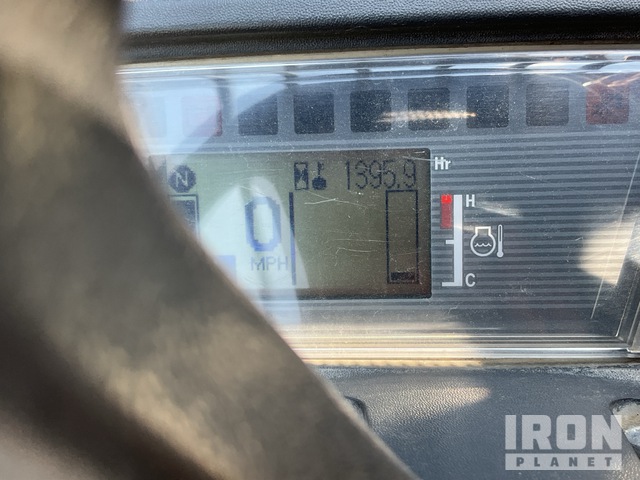 N 1395.9 Hr
0
MPH
H
C
IRON
PLANET